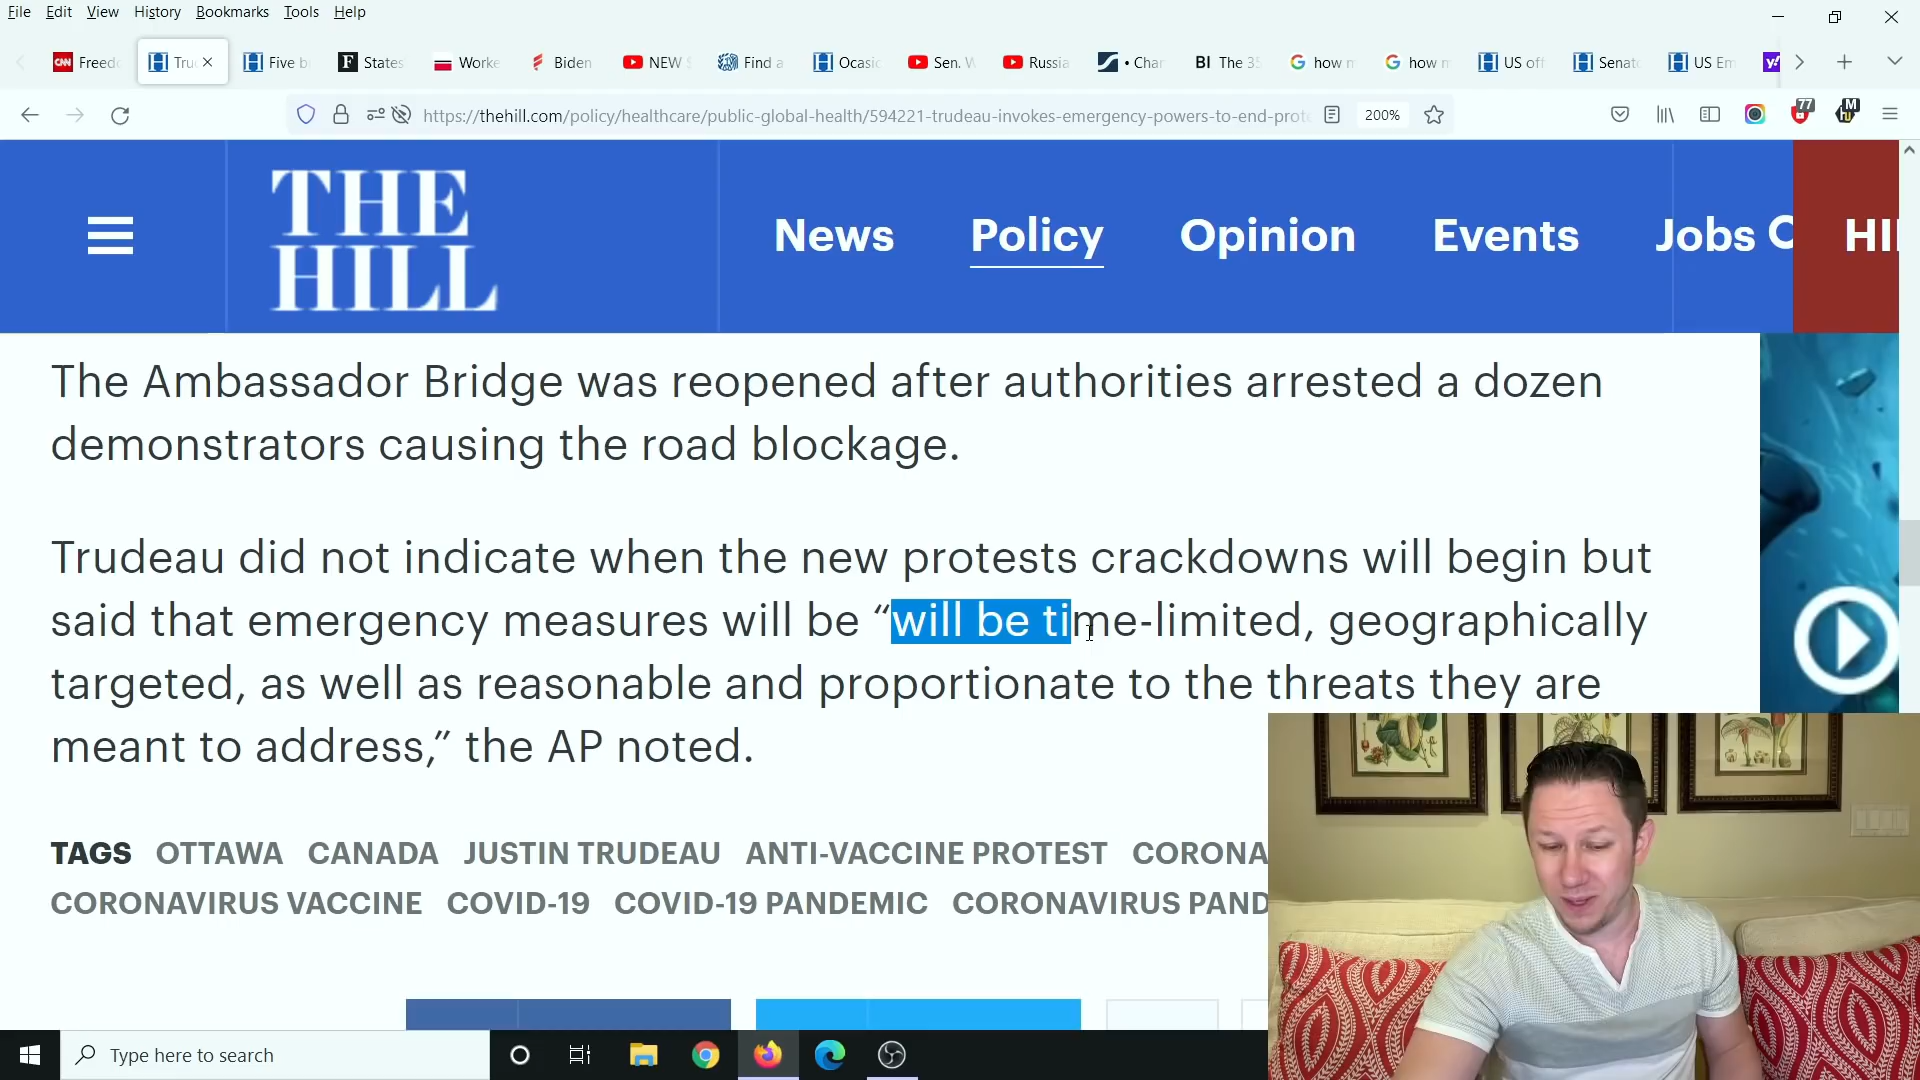 File Edit View History Bookmarks Tools Help
CNN Freed
Tru
Five b
F States
Worke
Biden
NEW
Find a
Ocasi
Sen.
Russia
• Char
BI The
how
how
US off
Senat
US Em
y!
https://thehill.com/policy/healthcare/public-global-health/594221-trudeau-invokes-emergency-powers-to-end-prot
200%
77
M
THE
HILL
News Policy Opinion Events Jobs
The Ambassador Bridge was reopened after authorities arrested a dozen
demonstrators causing the road blockage.
Trudeau did not indicate when the new protests crackdowns will begin but
said that emergency measures will be “will be time-limited, geographically
targeted, as well as reasonable and proportionate to the threats they are
meant to address,” the AP noted.
TAGS OTTAWA CANADA JUSTIN TRUDEAU ANTI-VACCINE PROTEST CORONA
CORONAVIRUS VACCINE COVID-19 COVID-19 PANDEMIC CORONAVIRUS PAND
Type here to search